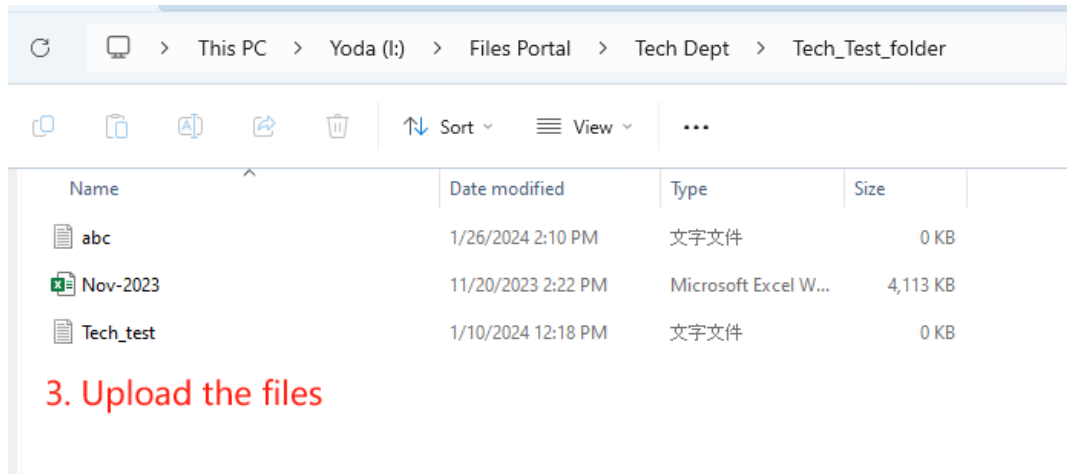 This PC > Yoda (I:) > Files Portal > Tech Dept > Tech_Test_folder
Sort View ...
Name Date modified Type Size
abc 1/26/2024 2:10 PM 文字文件 0 KB
Nov-2023 11/20/2023 2:22 PM Microsoft Excel W... 4,113 KB
Tech_test 1/10/2024 12:18 PM 文字文件 0 KB
3. Upload the files